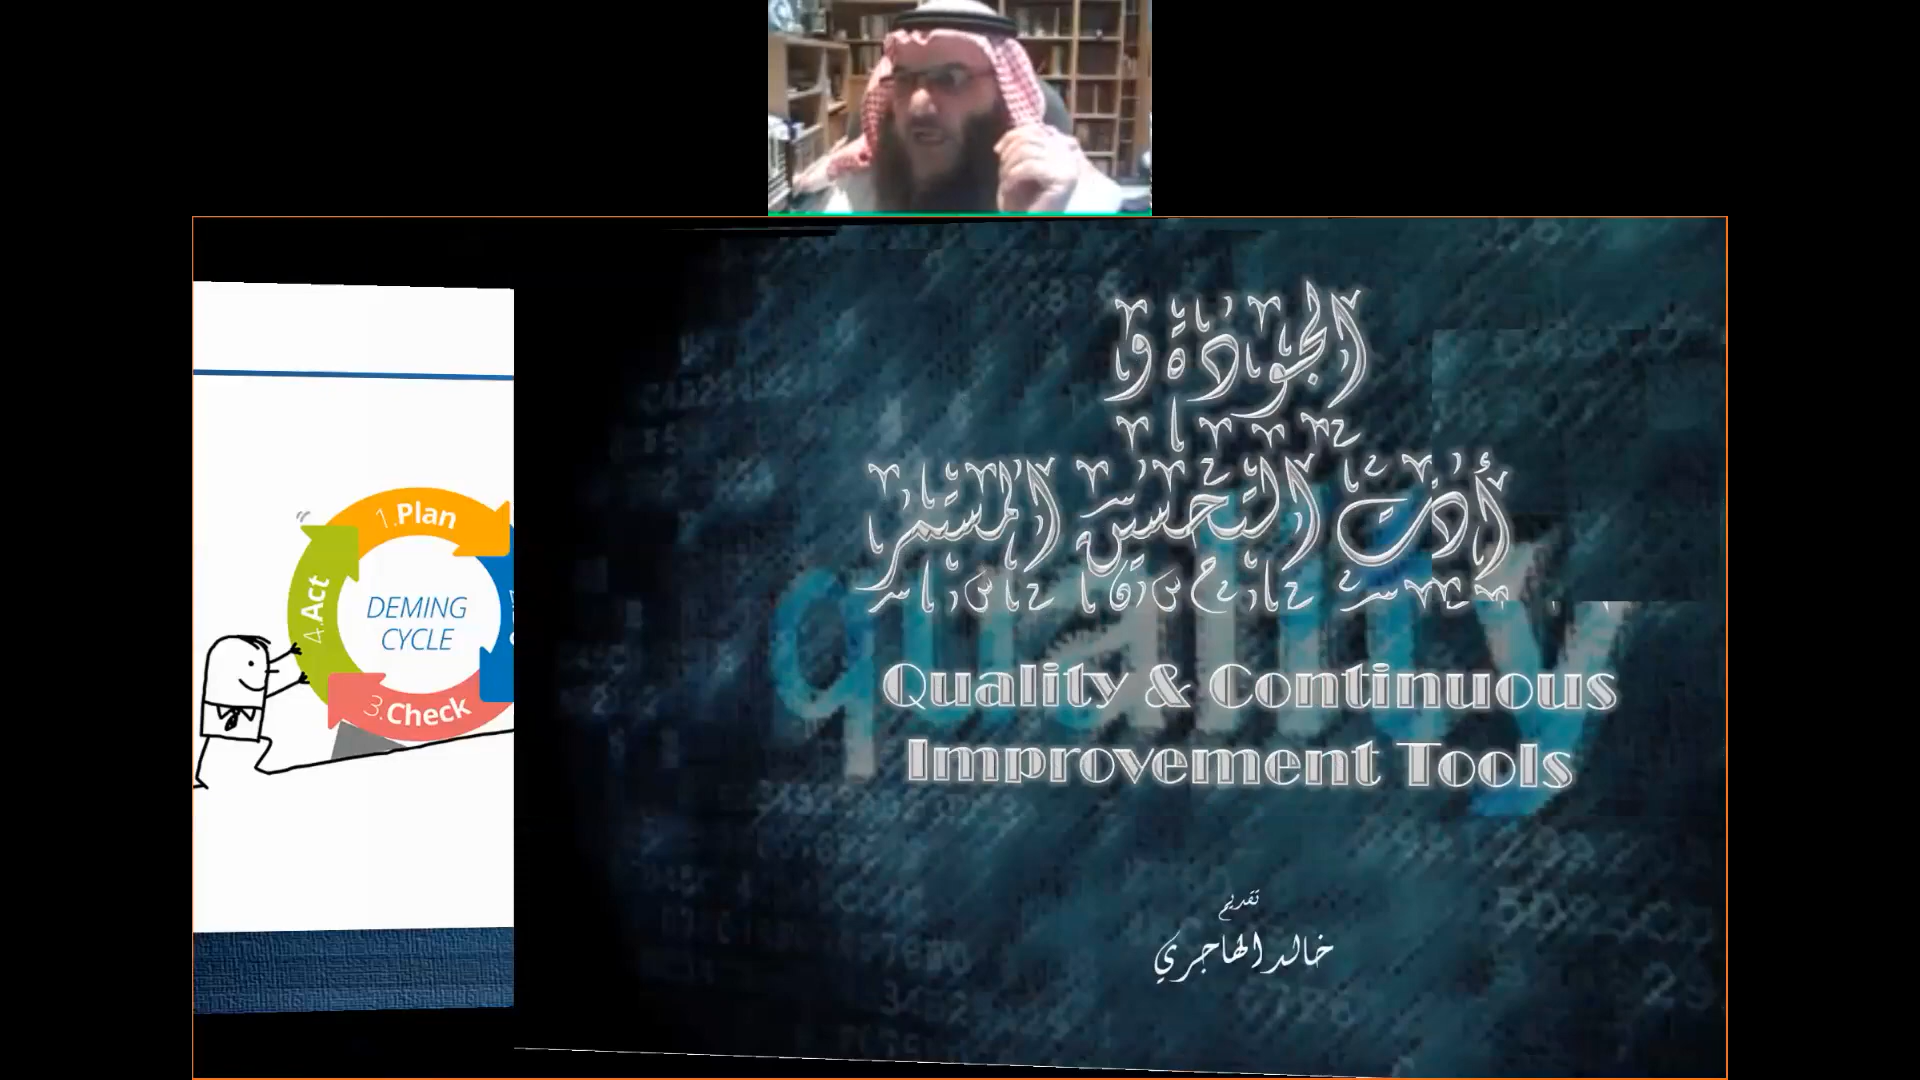 الجودة و
أدوات التحسين المستمر
Quality & Continuous
Improvement Tools
quality
تقديم
خالد الهاجري
1.Plan
3.Check
4.Act
DEMING
CYCLE